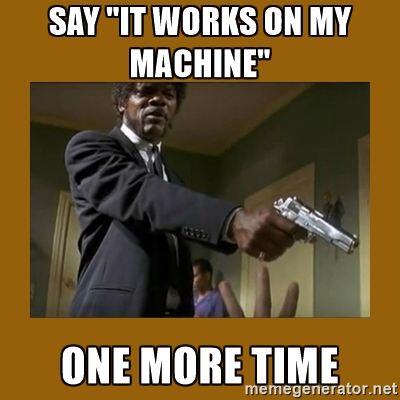 SAY "IT WORKS ON MY
MACHINE"
ONE MORE TIME
memegenerator.net